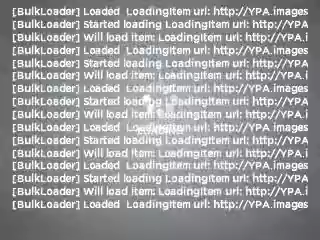 [BulkLoader] Loaded LoadingItem url: http://YPA.images
[BulkLoader] Started loading LoadingItem url: http://YPA
[BulkLoader] Will load item: LoadingItem url: http://YPA.i
[BulkLoader] Loaded LoadingItem url: http://YPA.images
[BulkLoader] Started loading LoadingItem url: http://YPA
[BulkLoader] Will load item: LoadingItem url: http://YPA.i
[BulkLoader] Loaded LoadingItem url: http://YPA.images
[BulkLoader] Started loading LoadingItem url: http://YPA
[BulkLoader] Will load item: LoadingItem url: http://YPA.i
[BulkLoader] Loaded LoadingItem url: http://YPA.images
[BulkLoader] Started loading LoadingItem url: http://YPA
[BulkLoader] Will load item: LoadingItem url: http://YPA.i
[BulkLoader] Loaded LoadingItem url: http://YPA.images
[BulkLoader] Started loading LoadingItem url: http://YPA
[BulkLoader] Will load item: LoadingItem url: http://YPA.i
[BulkLoader] Loaded LoadingItem url: http://YPA.images